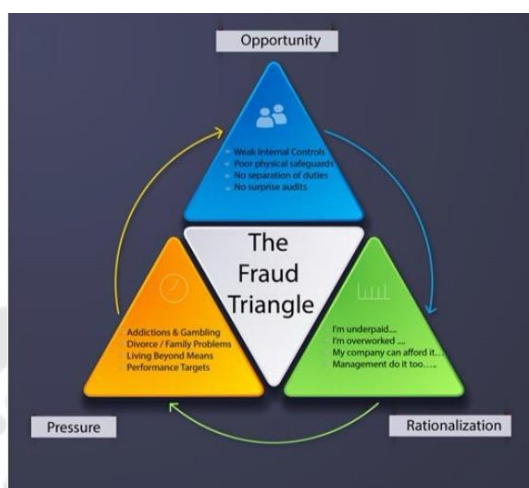 Opportunity
Weak Internal Controls
Poor physical safeguards
No separation of duties
No surprise audits
The
Fraud
Triangle
Addictions & Gambling
Divorce / Family Problems
Living Beyond Means
Performance Targets
I'm underpaid....
I'm overworked ....
My company can afford it....
Management do it too.....
Pressure
Rationalization